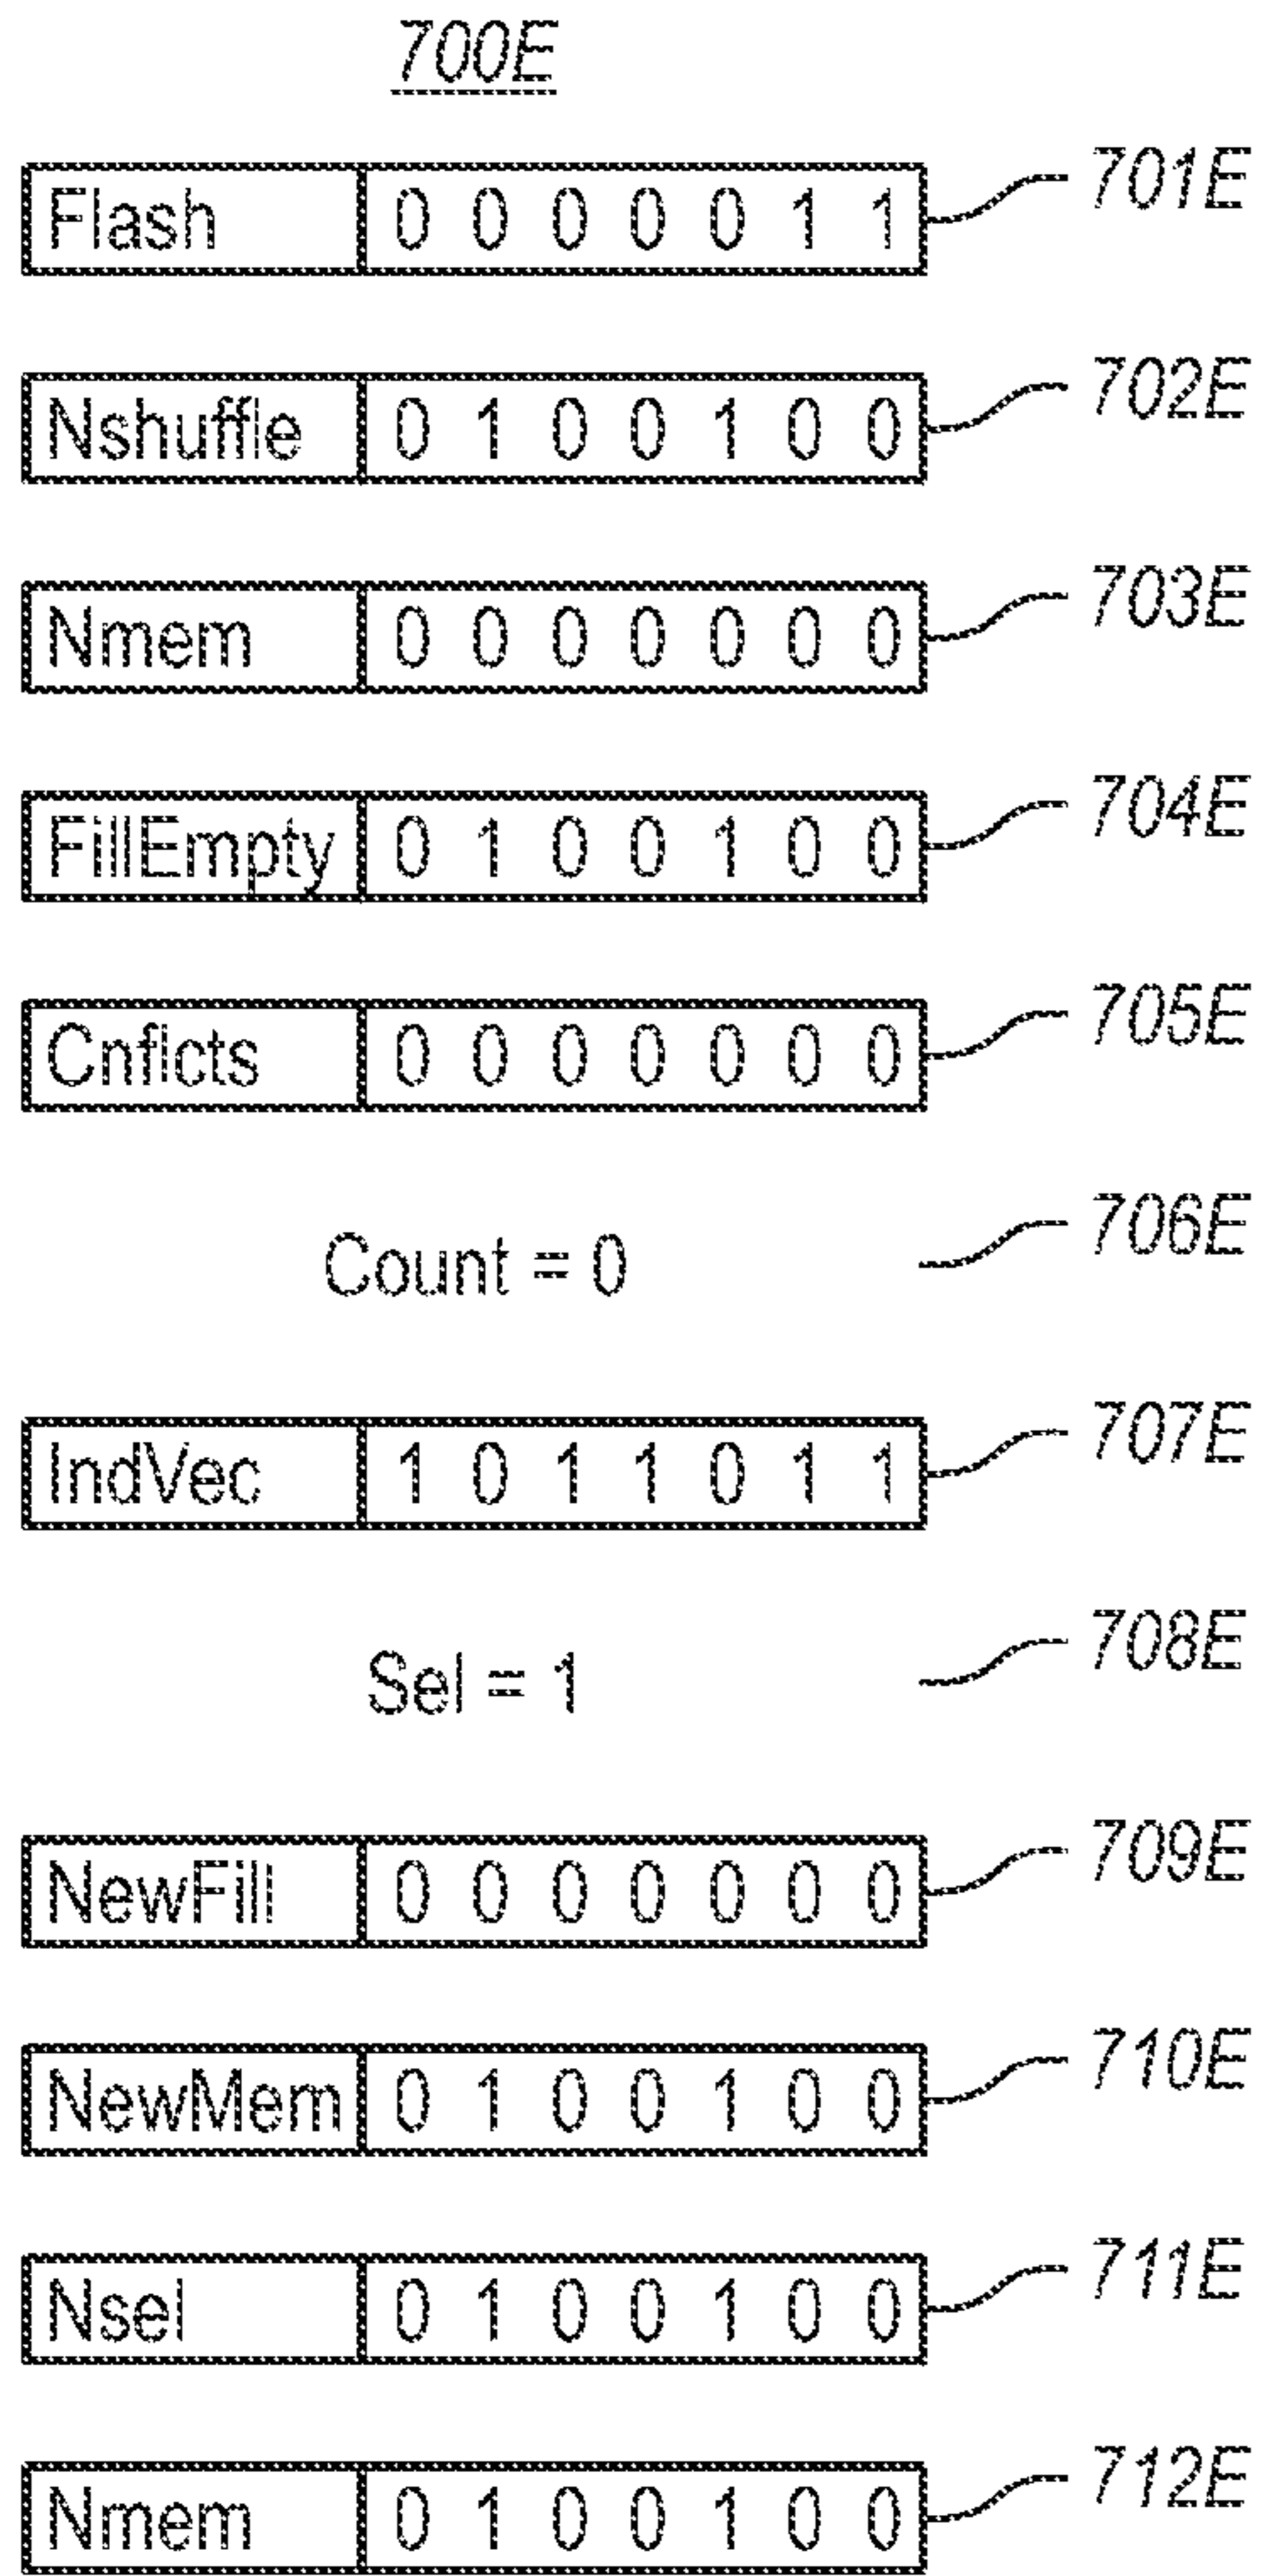 700E
Flash 0 0 0 0 0 1 1 701E
Nshuffle 0 1 0 0 1 0 0 702E
Nmem 0 0 0 0 0 0 0 703E
FillEmpty 0 1 0 0 1 0 0 704E
Cnflcts 0 0 0 0 0 0 0 705E
Count = 0 706E
IndVec 1 0 1 1 0 1 1 707E
Sel = 1 708E
NewFill 0 0 0 0 0 0 0 709E
NewMem 0 1 0 0 1 0 0 710E
Nsel 0 1 0 0 1 0 0 711E
Nmem 0 1 0 0 1 0 0 712E